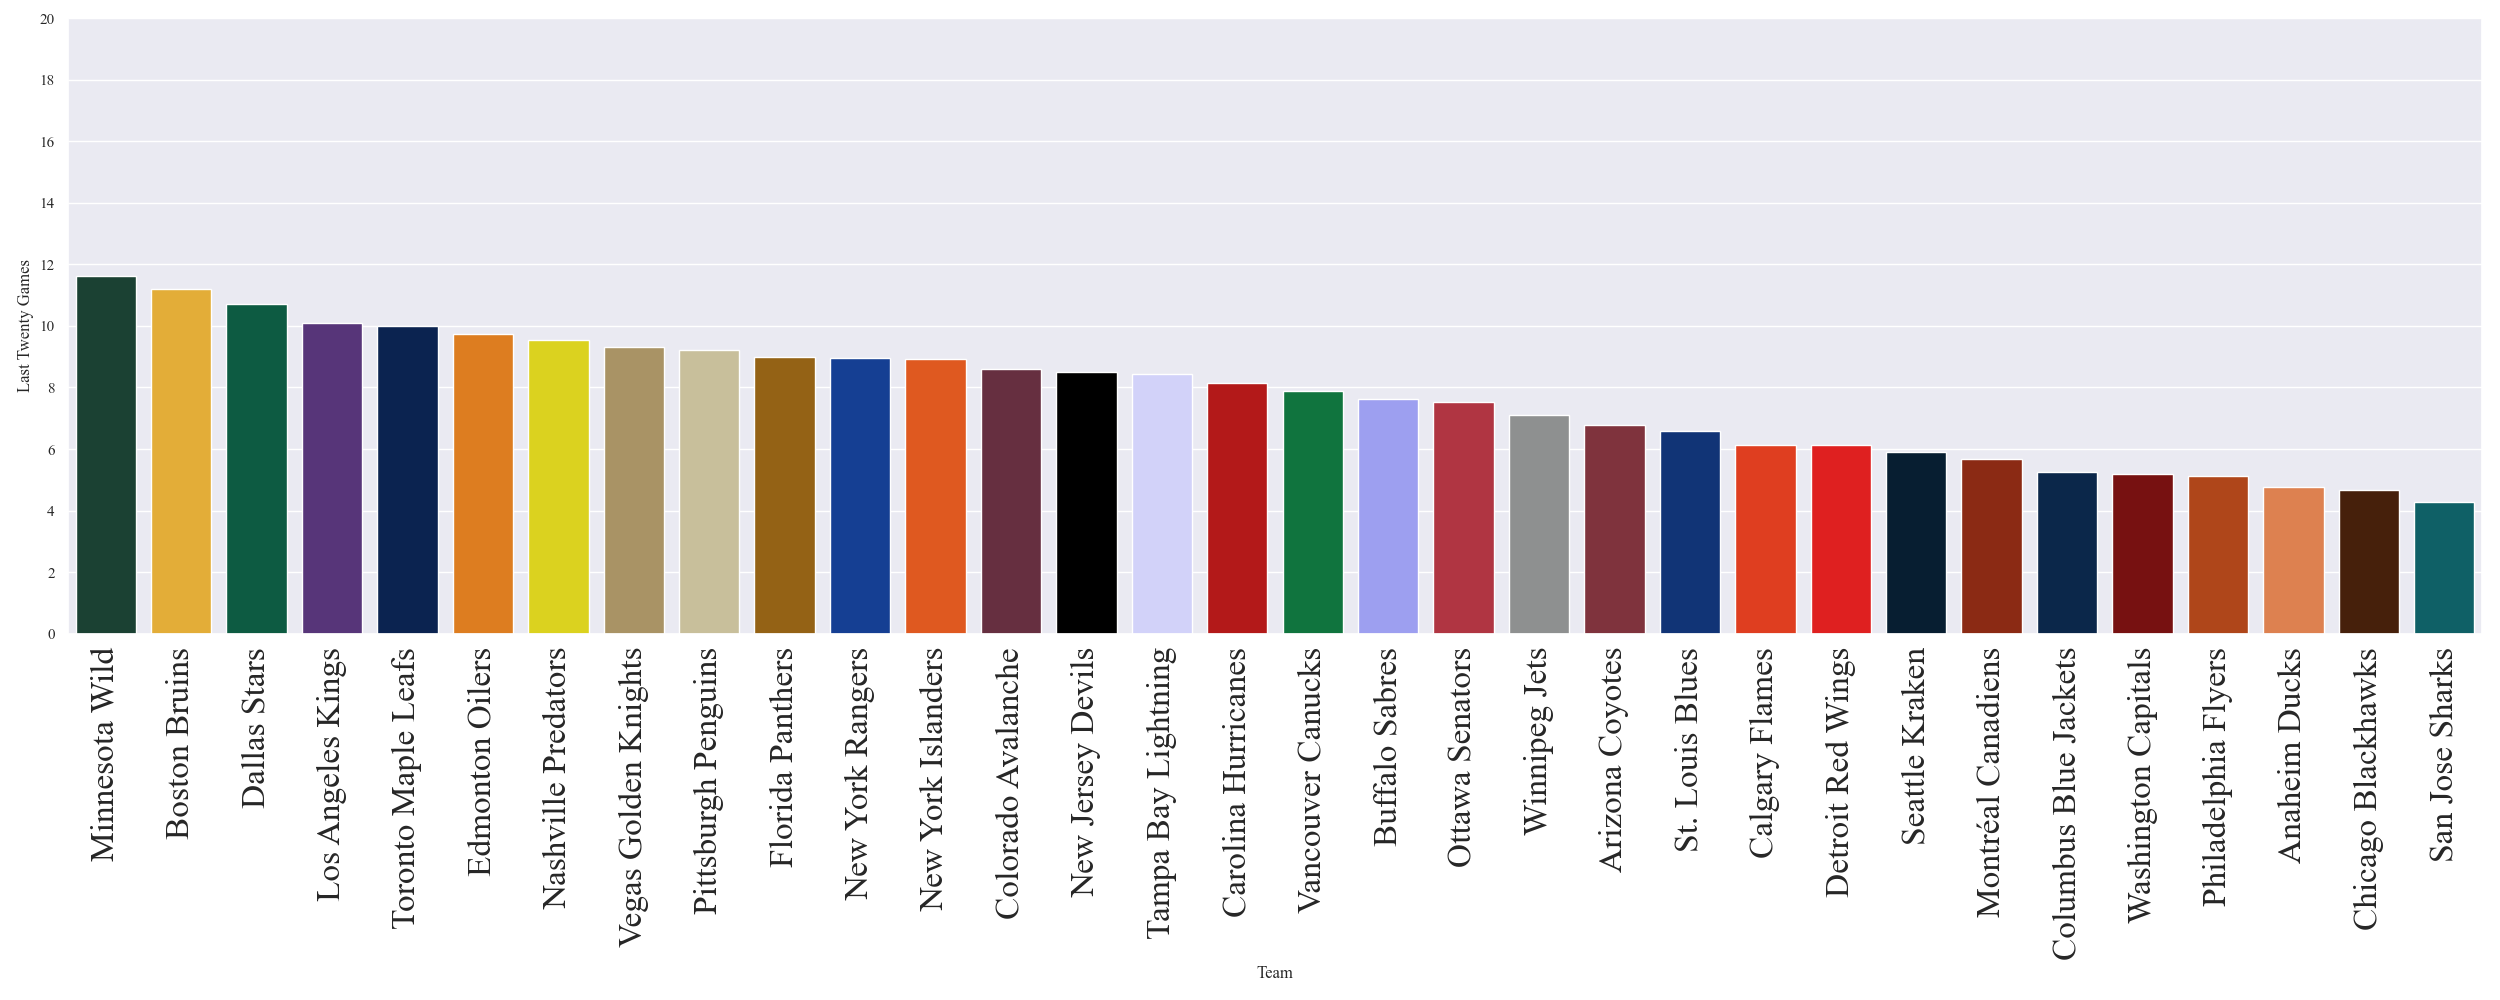 20
18
16
14
12
10
8
6
4
2
0
Last Twenty Games
Minnesota Wild
Boston Bruins
Dallas Stars
Los Angeles Kings
Toronto Maple Leafs
Edmonton Oilers
Nashville Predators
Vegas Golden Knights
Pittsburgh Penguins
Florida Panthers
New York Rangers
New York Islanders
Colorado Avalanche
New Jersey Devils
Tampa Bay Lightning
Carolina Hurricanes
Vancouver Canucks
Buffalo Sabres
Ottawa Senators
Winnipeg Jets
Arizona Coyotes
St. Louis Blues
Calgary Flames
Detroit Red Wings
Seattle Kraken
Montréal Canadiens
Columbus Blue Jackets
Washington Capitals
Philadelphia Flyers
Anaheim Ducks
Chicago Blackhawks
San Jose Sharks
Team